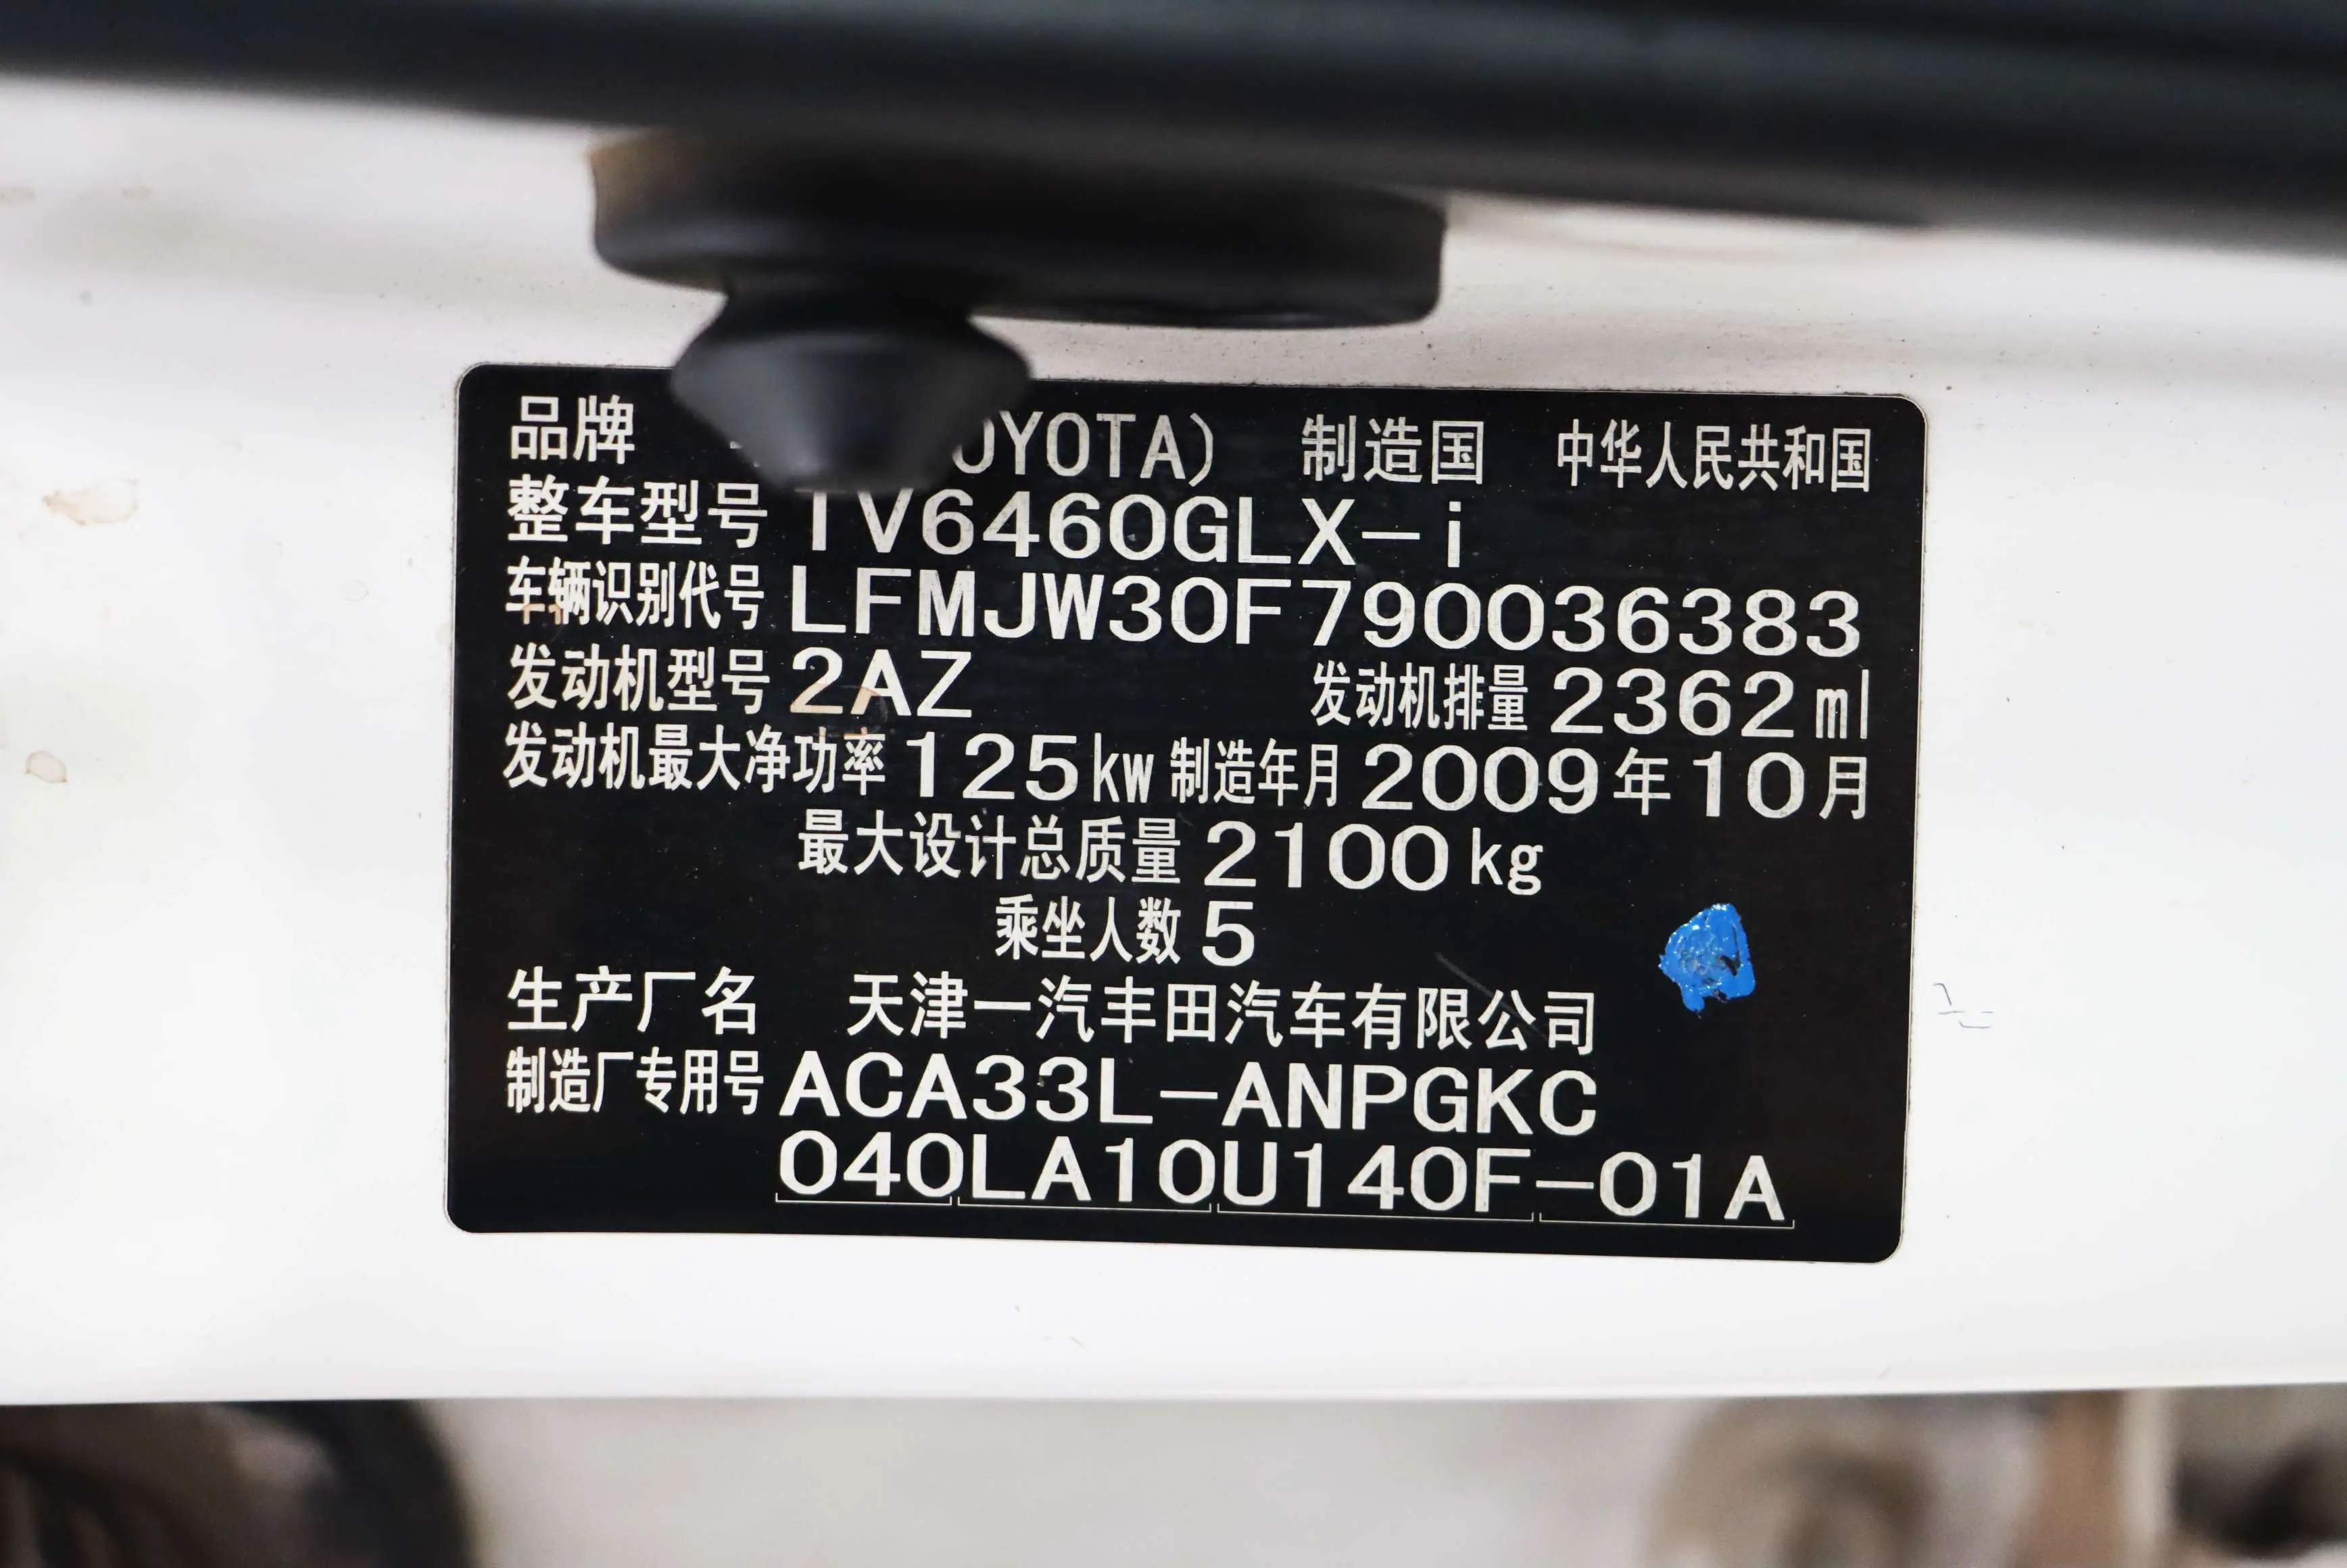 品牌 OYOTA) 制造国 中华人民共和国
整车型号 TV6460GLX-i
车辆识别代号 LFMJW30F790036383
发动机型号 2AZ 发动机排量 2362ml
发动机最大净功率 125kw 制造年月 2009年10月
最大设计总质量 2100kg
乘坐人数 5
生产厂名 天津一汽丰田汽车有限公司
制造厂专用号 ACA33L-ANPGKC
040LA10U140F-01A